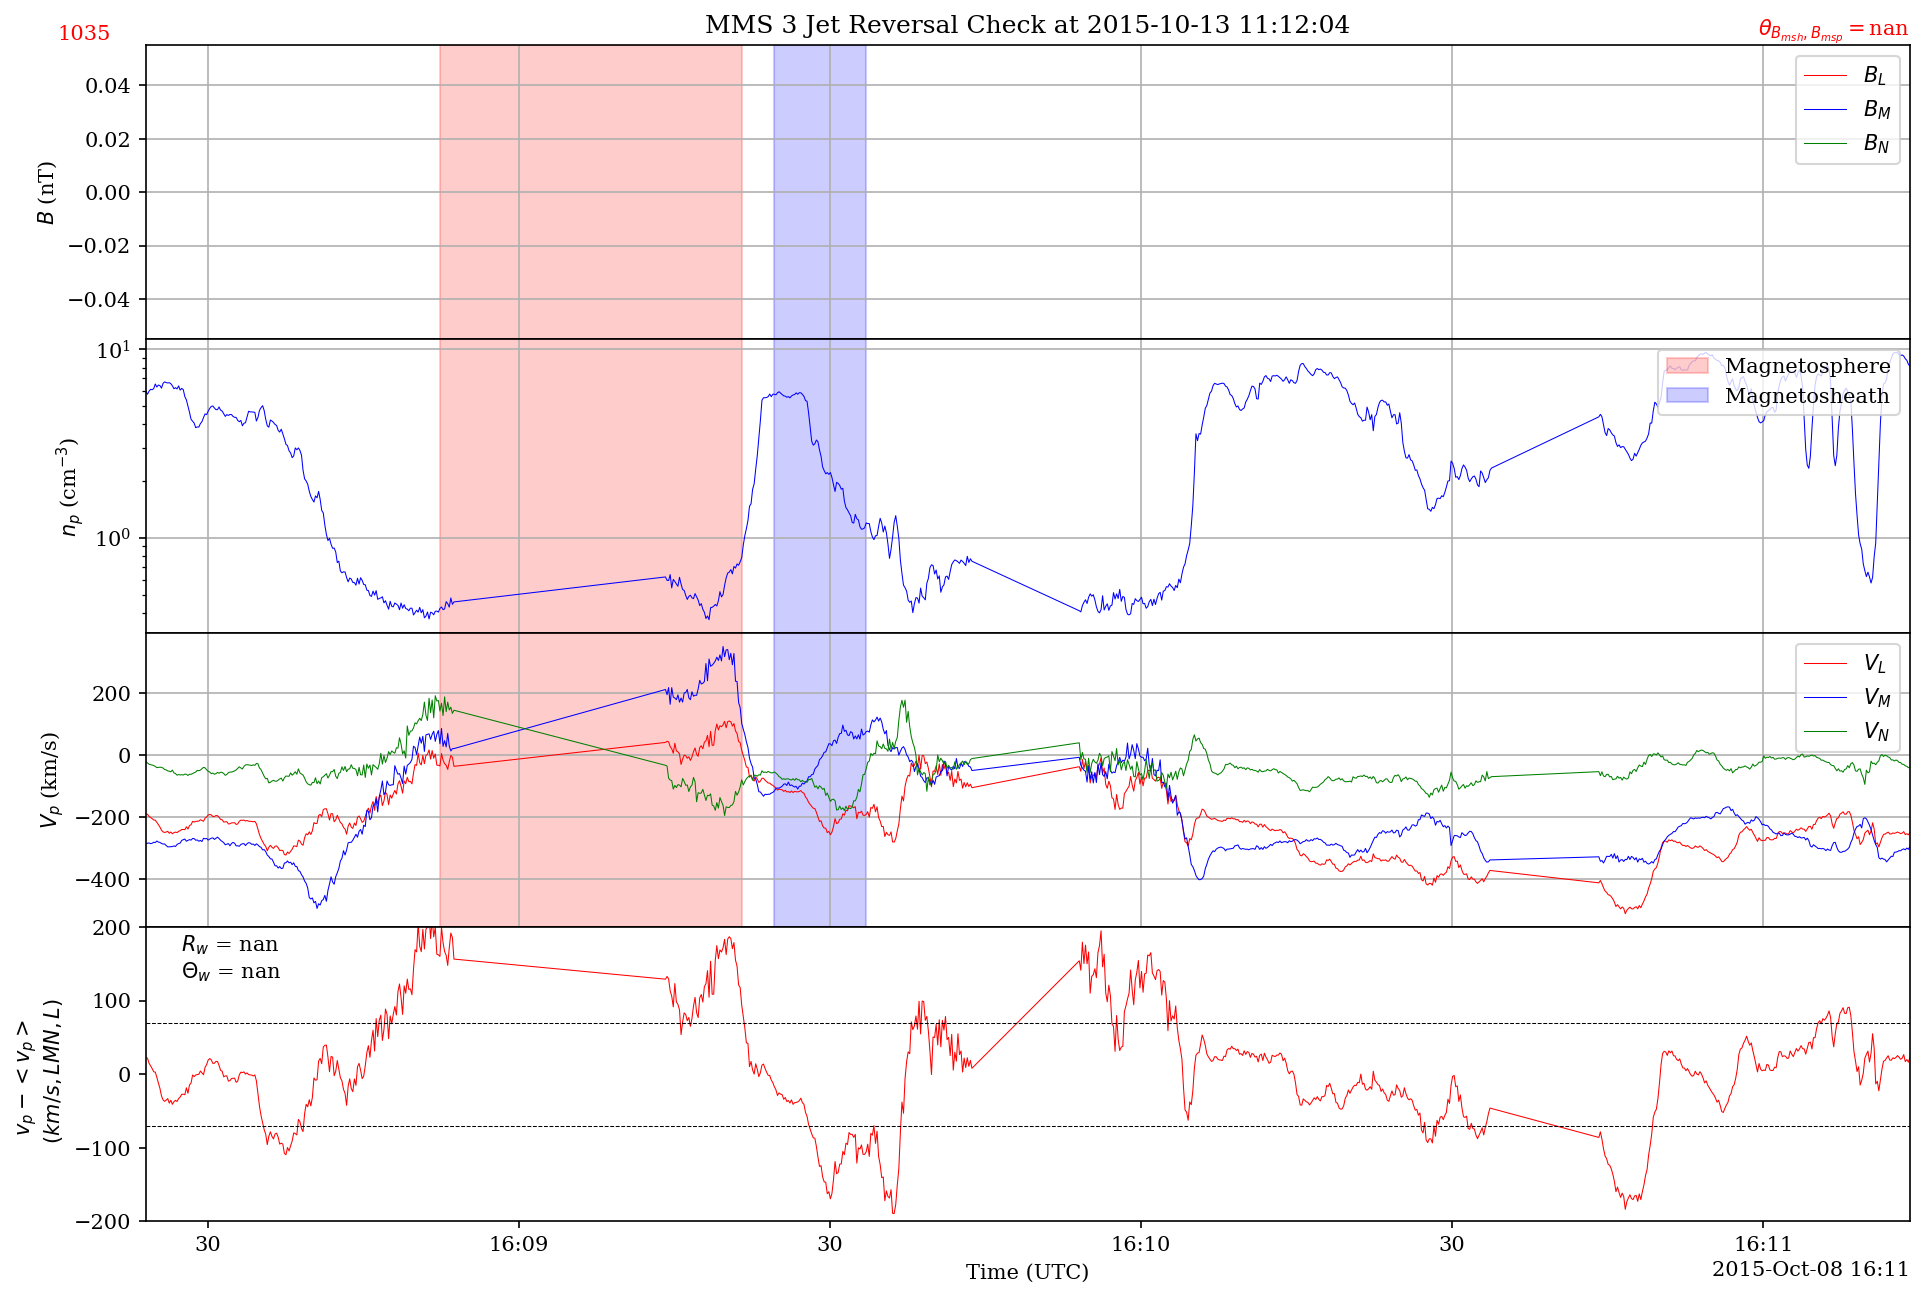 MMS 3 Jet Reversal Check at 2015-10-13 11:12:04
1035
θ_{B_{msh}, B_{msp}} = nan
0.04
0.02
0.00
−0.02
−0.04
B (nT)
B_L
B_M
B_N
10^1
10^0
n_p (cm^{−3})
Magnetosphere
Magnetosheath
200
0
−200
−400
V_p (km/s)
V_L
V_M
V_N
200
100
0
−100
−200
v_p − < v_p >
(km/s, LMN, L)
R_w = nan
Θ_w = nan
30
16:09
30
16:10
30
16:11
Time (UTC)
2015-Oct-08 16:11